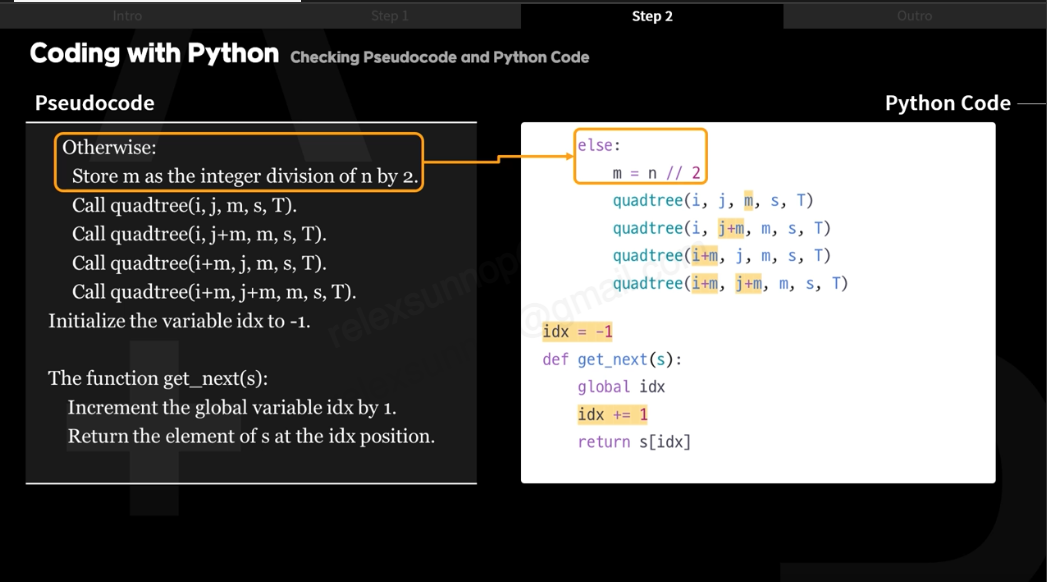 Intro
Step 1
Step 2
Outro
Coding with Python Checking Pseudocode and Python Code
Pseudocode
Otherwise:
Store m as the integer division of n by 2.
Call quadtree(i, j, m, s, T).
Call quadtree(i, j+m, m, s, T).
Call quadtree(i+m, j, m, s, T).
Call quadtree(i+m, j+m, m, s, T).
Initialize the variable idx to -1.
The function get_next(s):
Increment the global variable idx by 1.
Return the element of s at the idx position.
Python Code
else:
m = n // 2
quadtree(i, j, m, s, T)
quadtree(i, j+m, m, s, T)
quadtree(i+m, j, m, s, T)
quadtree(i+m, j+m, m, s, T)
idx = -1
def get_next(s):
global idx
idx += 1
return s[idx]